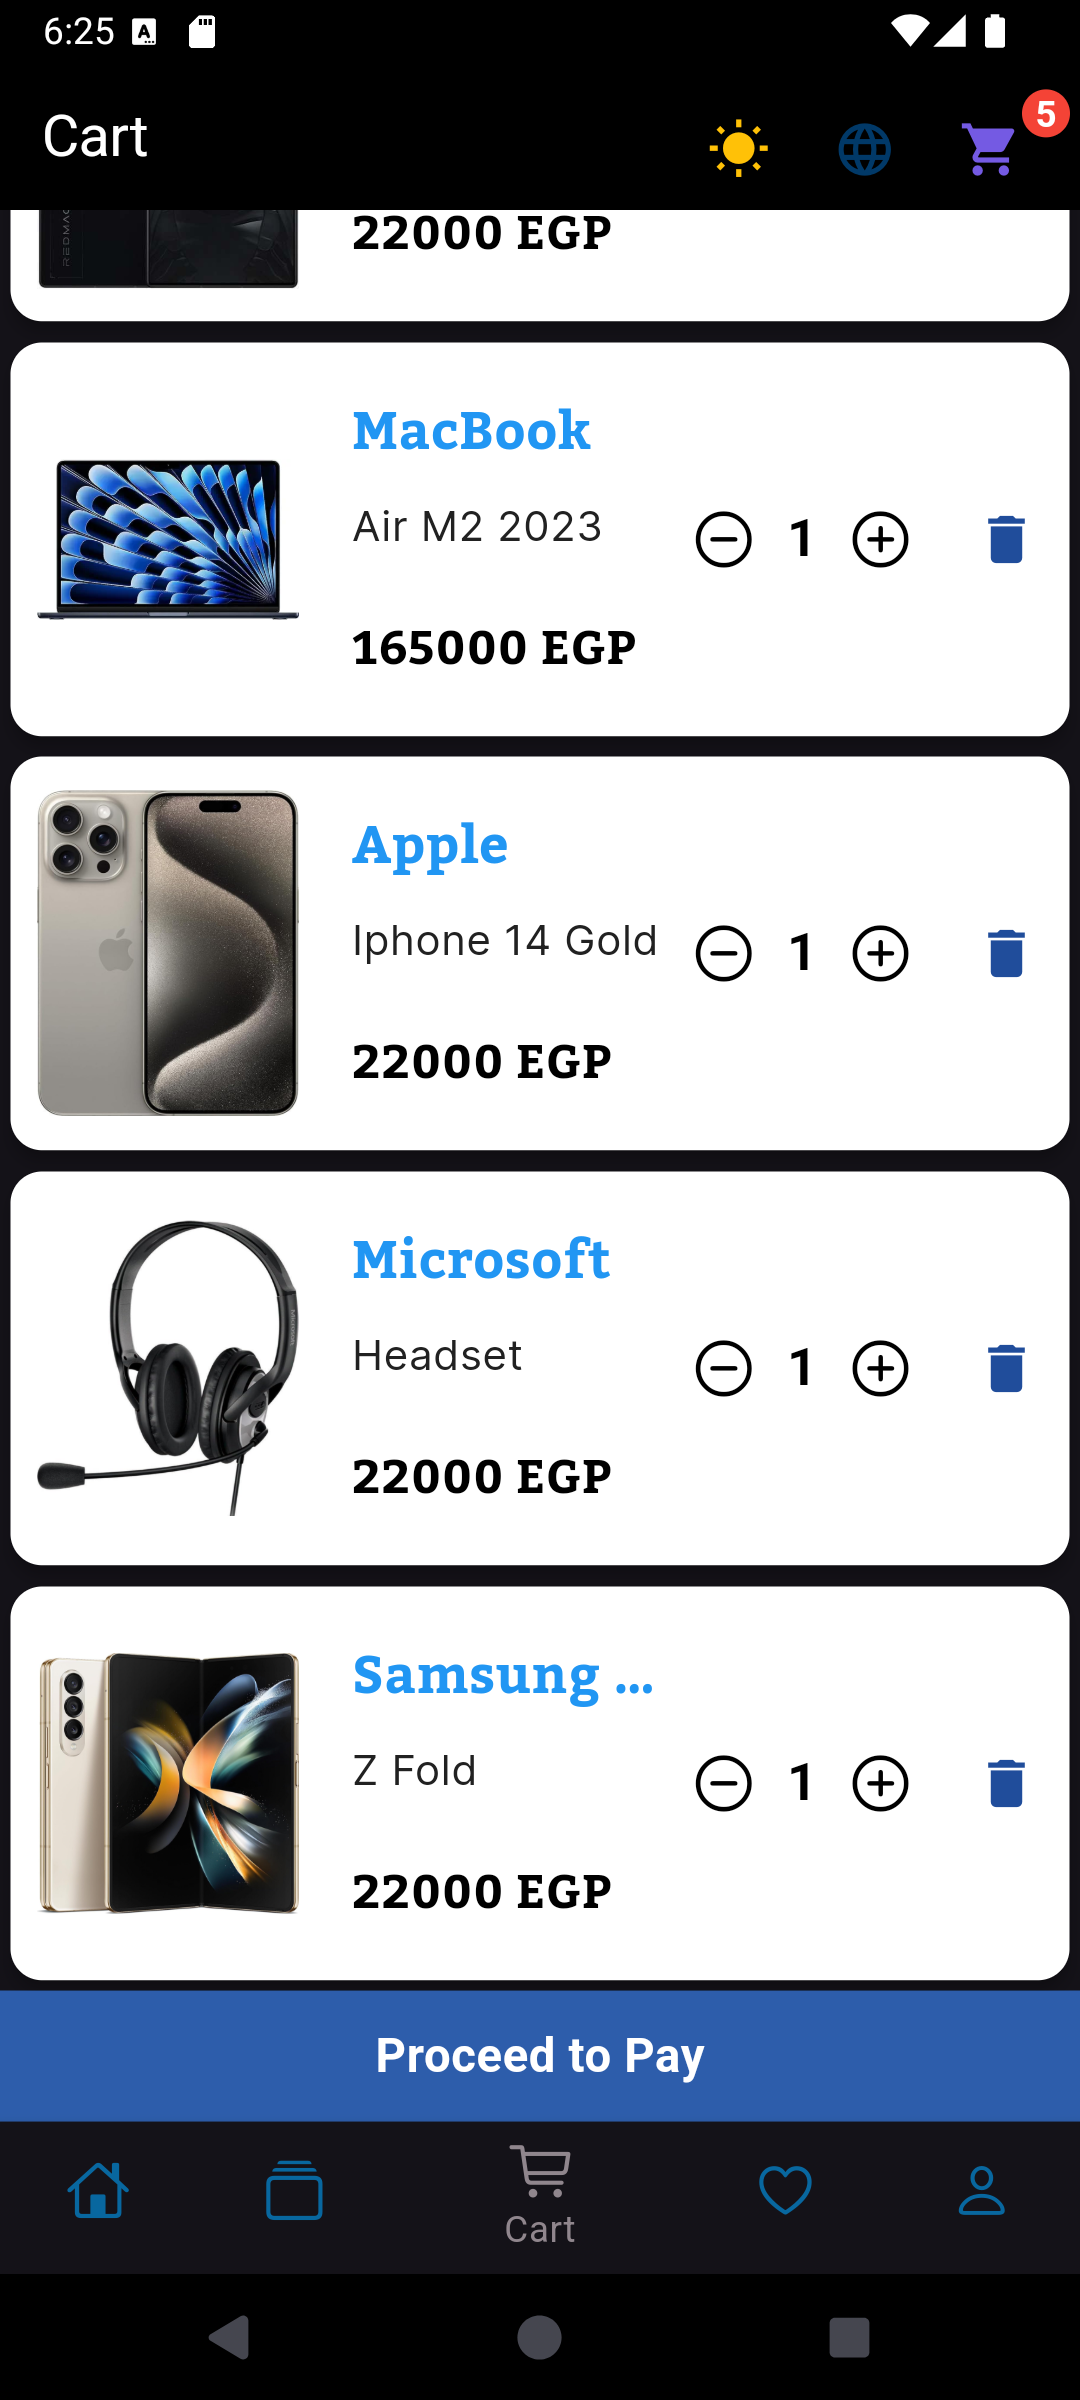 6:25
Cart
5
REDMAC
22000 EGP
MacBook
Air M2 2023
1
165000 EGP
Apple
Iphone 14 Gold
1
22000 EGP
Microsoft
Headset
1
22000 EGP
Samsung ...
Z Fold
1
22000 EGP
Proceed to Pay
Cart